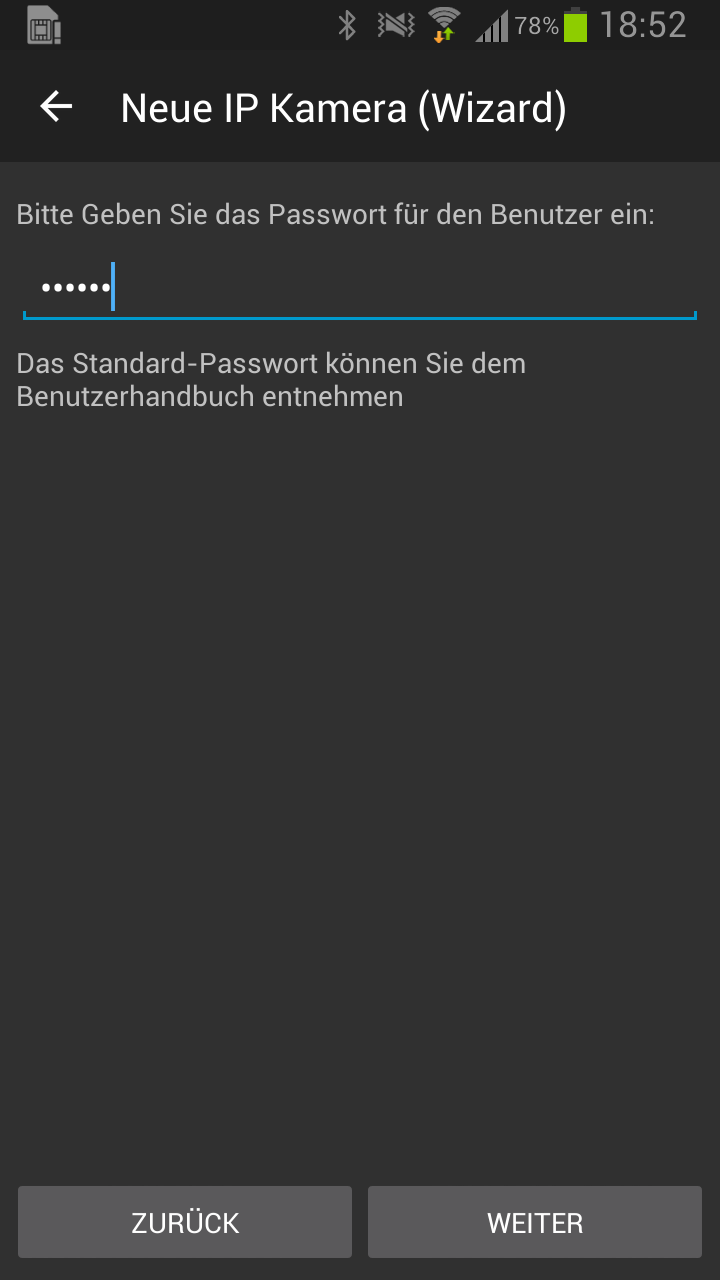 78% 18:52
Neue IP Kamera (Wizard)
Bitte Geben Sie das Passwort für den Benutzer ein:
••••••
Das Standard-Passwort können Sie dem
Benutzerhandbuch entnehmen
ZURÜCK WEITER